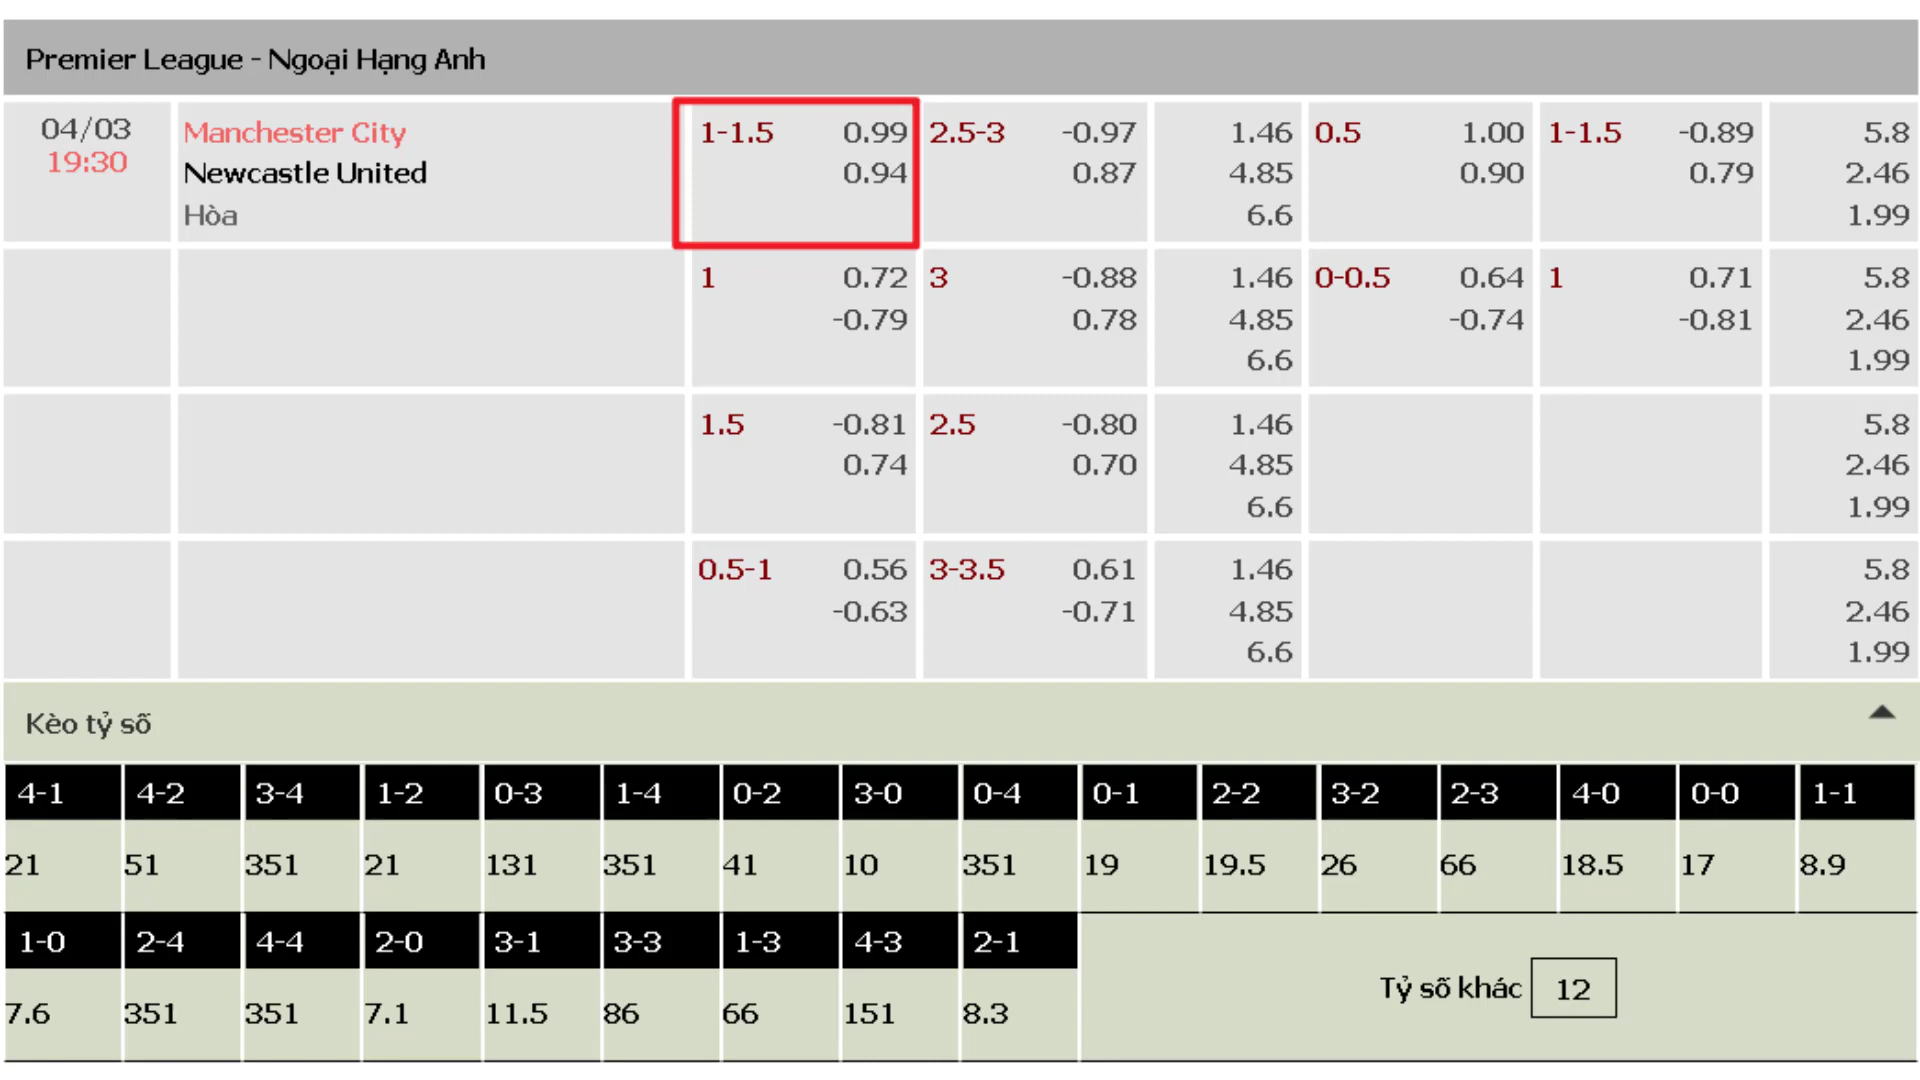 Premier League - Ngoại Hạng Anh
04/03 Manchester City 1-1.5 0.99 2.5-3 -0.97 1.46 0.5 1.00 1-1.5 -0.89 5.8
19:30 Newcastle United 0.94 0.87 4.85 0.90 0.79 2.46
Hòa 6.6 1.99
1 0.72 3 -0.88 1.46 0-0.5 0.64 1 0.71 5.8
-0.79 0.78 4.85 -0.74 -0.81 2.46
6.6 1.99
1.5 -0.81 2.5 -0.80 1.46 5.8
0.74 0.70 4.85 2.46
6.6 1.99
0.5-1 0.56 3-3.5 0.61 1.46 5.8
-0.63 -0.71 4.85 2.46
6.6 1.99
Kèo tỷ số
4-1 4-2 3-4 1-2 0-3 1-4 0-2 3-0 0-4 0-1 2-2 3-2 2-3 4-0 0-0 1-1
21 51 351 21 131 351 41 10 351 19 19.5 26 66 18.5 17 8.9
1-0 2-4 4-4 2-0 3-1 3-3 1-3 4-3 2-1
7.6 351 351 7.1 11.5 86 66 151 8.3
Tỷ số khác 12